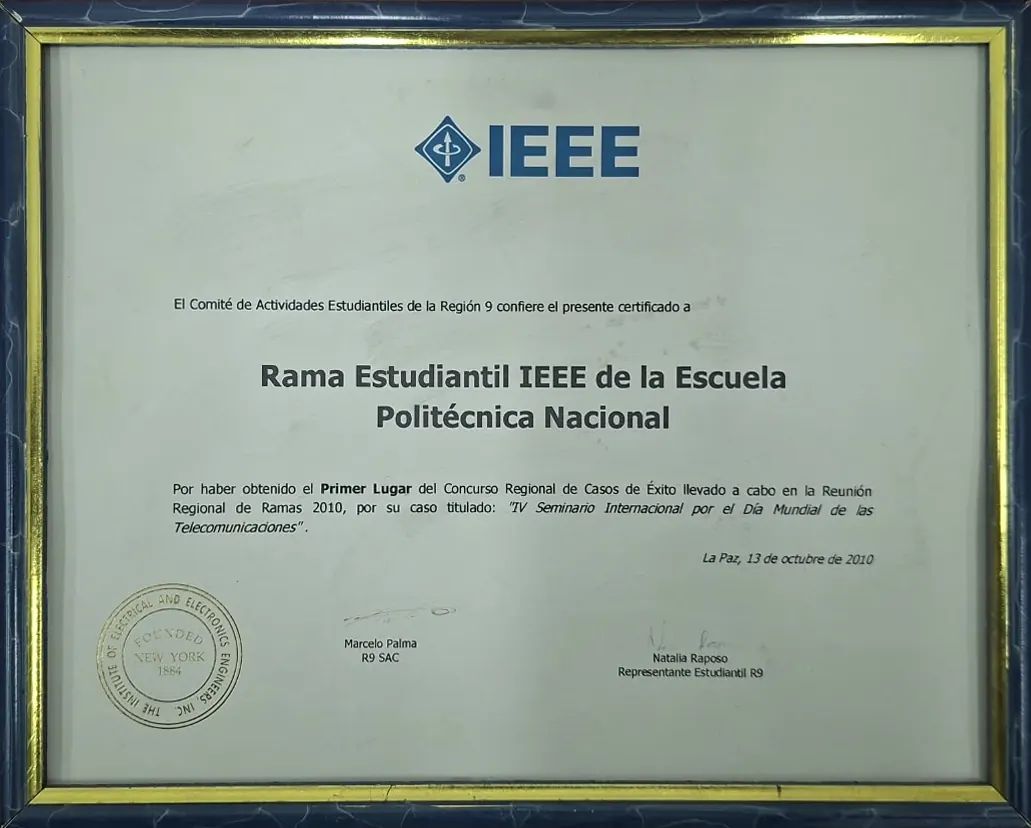 IEEE
El Comité de Actividades Estudiantiles de la Región 9 confiere el presente certificado a
Rama Estudiantil IEEE de la Escuela
Politécnica Nacional
Por haber obtenido el Primer Lugar del Concurso Regional de Casos de Éxito llevado a cabo en la Reunión
Regional de Ramas 2010, por su caso titulado: "IV Seminario Internacional por el Día Mundial de las
Telecomunicaciones".
La Paz, 13 de octubre de 2010
THE INSTITUTE OF ELECTRICAL AND ELECTRONICS ENGINEERS, INC.
FOUNDED
NEW YORK
1884
Marcelo Palma
R9 SAC
Natalia Raposo
Representante Estudiantil R9